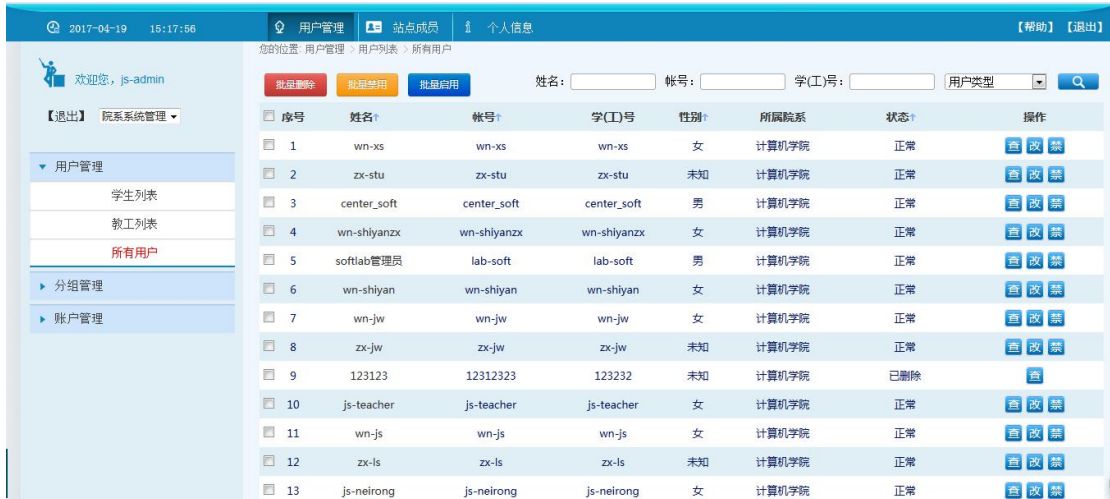 2017-04-19 15:17:56 用户管理 站点成员 个人信息 【帮助】【退出】
您的位置: 用户管理 > 用户列表 > 所有用户
欢迎您，js-admin
【退出】 院系系统管理
用户管理
学生列表
教工列表
所有用户
分组管理
账户管理
批量删除 批量禁用 批量启用 姓名： 帐号： 学(工)号： 用户类型
序号 姓名↑ 帐号↑ 学(工)号 性别↑ 所属院系 状态↑ 操作
1 wn-xs wn-xs wn-xs 女 计算机学院 正常 查 改 禁
2 zx-stu zx-stu zx-stu 未知 计算机学院 正常 查 改 禁
3 center_soft center_soft center_soft 男 计算机学院 正常 查 改 禁
4 wn-shiyanzx wn-shiyanzx wn-shiyanzx 女 计算机学院 正常 查 改 禁
5 softlab管理员 lab-soft lab-soft 男 计算机学院 正常 查 改 禁
6 wn-shiyan wn-shiyan wn-shiyan 女 计算机学院 正常 查 改 禁
7 wn-jw wn-jw wn-jw 女 计算机学院 正常 查 改 禁
8 zx-jw zx-jw zx-jw 未知 计算机学院 正常 查 改 禁
9 123123 12312323 123232 未知 计算机学院 已删除 查
10 js-teacher js-teacher js-teacher 女 计算机学院 正常 查 改 禁
11 wn-js wn-js wn-js 女 计算机学院 正常 查 改 禁
12 zx-ls zx-ls zx-ls 未知 计算机学院 正常 查 改 禁
13 js-neirong js-neirong js-neirong 女 计算机学院 正常 查 改 禁